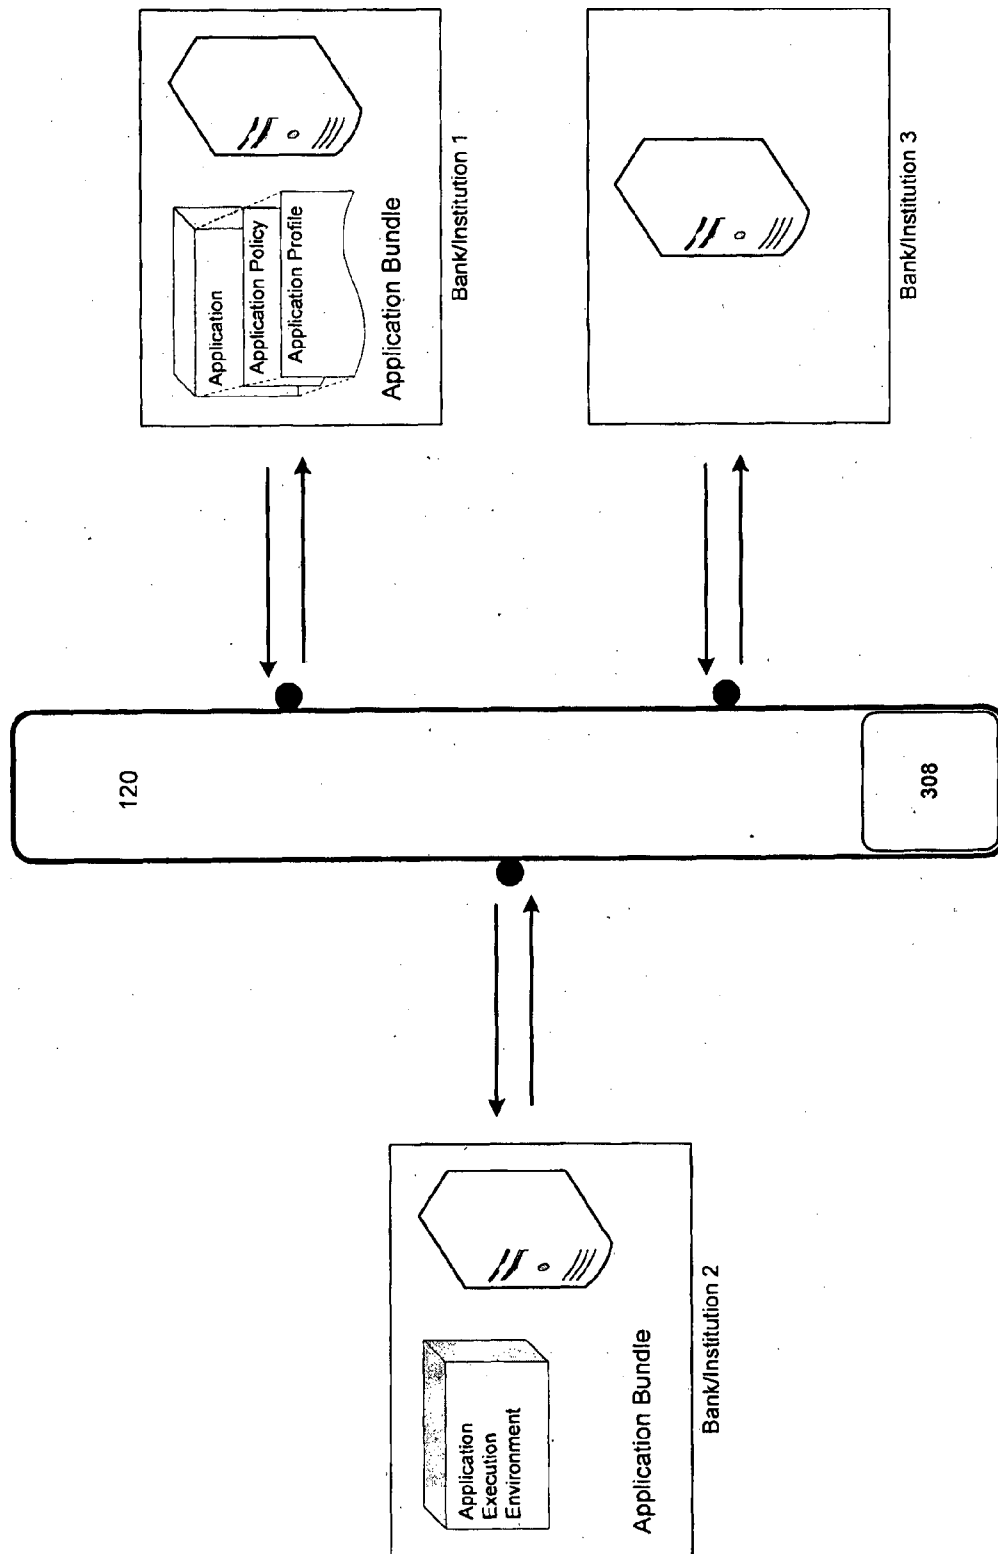 Application
Application Policy
Application Profile
Application Bundle
Bank/Institution 1
120
308
Bank/Institution 3
Application
Execution
Environment
Application Bundle
Bank/Institution 2